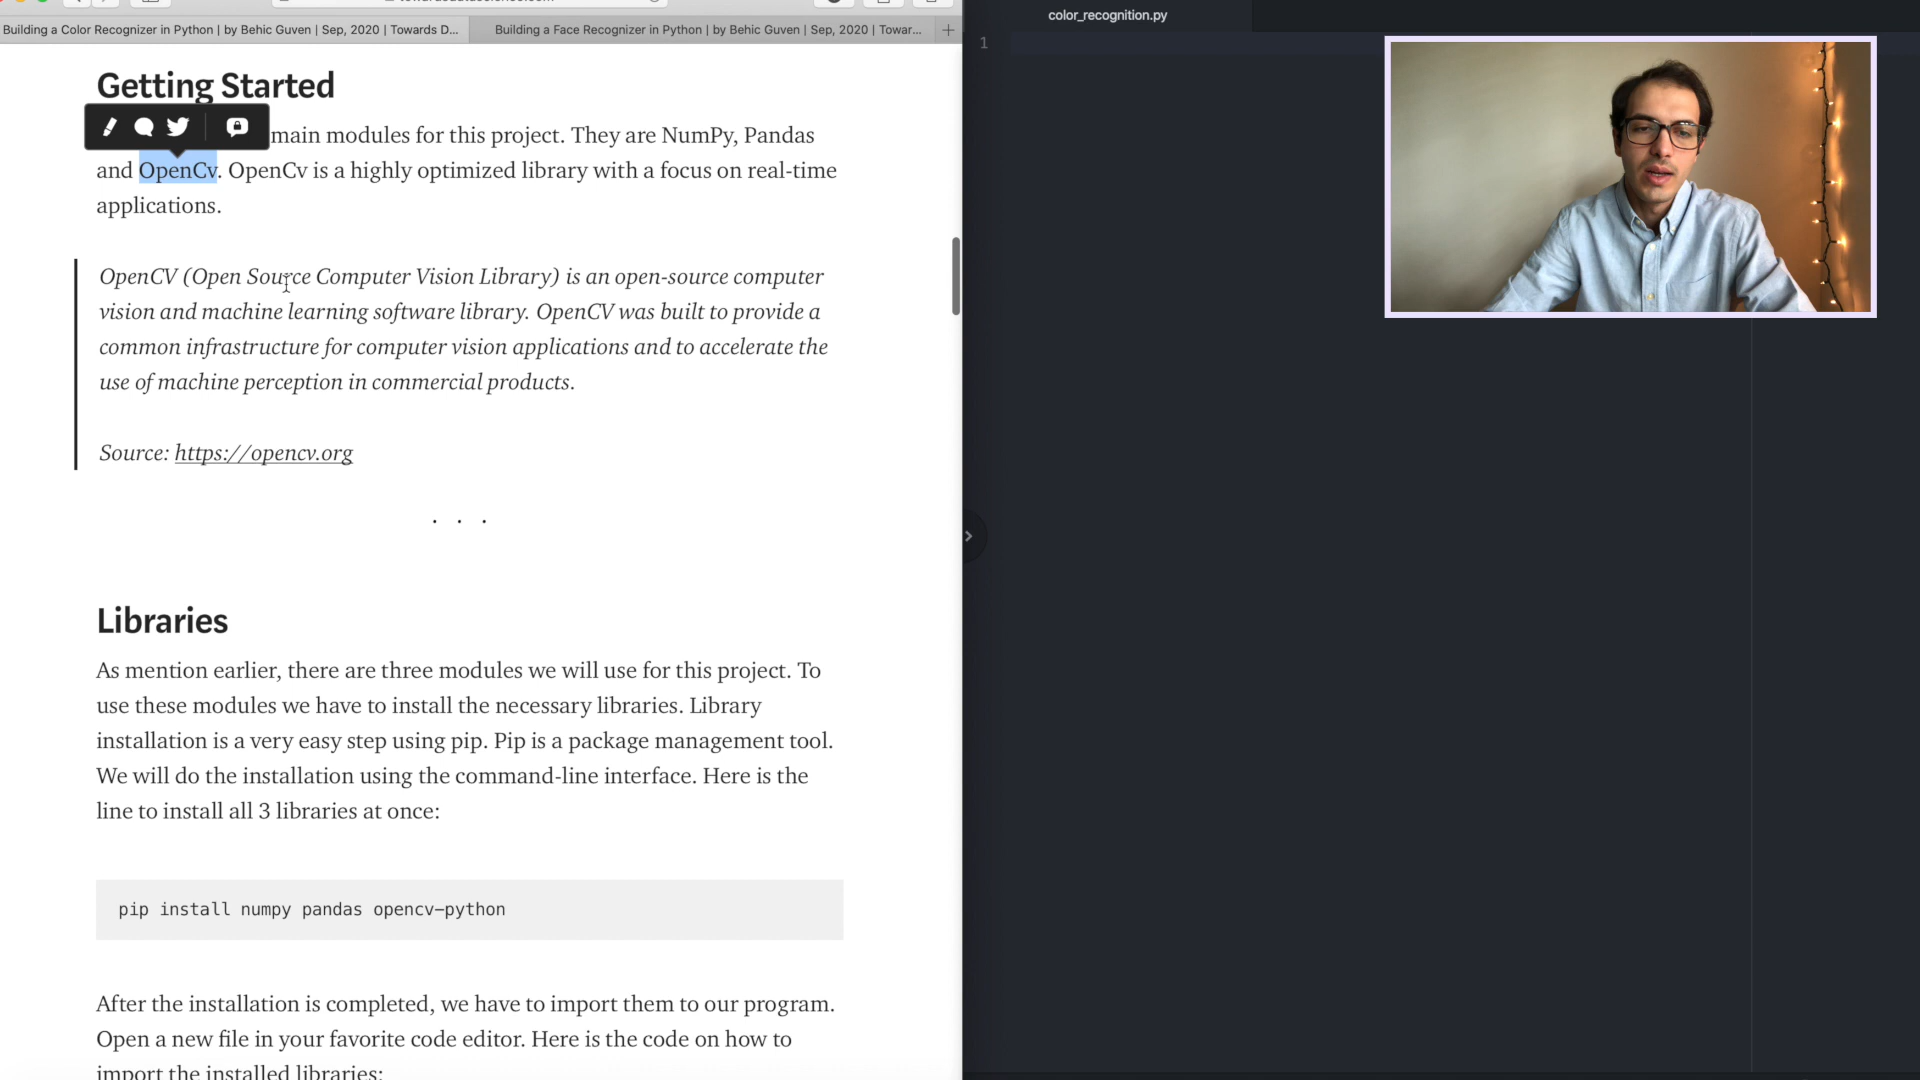 Building a Color Recognizer in Python | by Behic Guven | Sep, 2020 | Towards D...
Building a Face Recognizer in Python | by Behic Guven | Sep, 2020 | Towar...
color_recognition.py
1
Getting Started
main modules for this project. They are NumPy, Pandas
and OpenCv. OpenCv is a highly optimized library with a focus on real-time
applications.
OpenCV (Open Source Computer Vision Library) is an open-source computer
vision and machine learning software library. OpenCV was built to provide a
common infrastructure for computer vision applications and to accelerate the
use of machine perception in commercial products.
Source: https://opencv.org
. . .
Libraries
As mention earlier, there are three modules we will use for this project. To
use these modules we have to install the necessary libraries. Library
installation is a very easy step using pip. Pip is a package management tool.
We will do the installation using the command-line interface. Here is the
line to install all 3 libraries at once:
pip install numpy pandas opencv-python
After the installation is completed, we have to import them to our program.
Open a new file in your favorite code editor. Here is the code on how to
import the installed libraries: